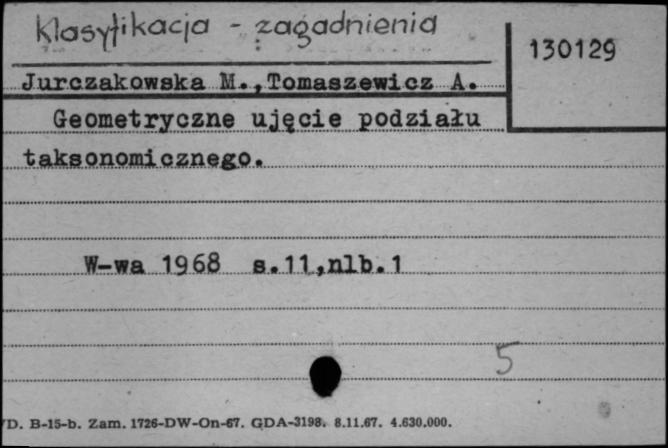 Klasyfikacja - zagadnienia
130129
Jurczakowska M.,Tomaszewicz A.
Geometryczne ujęcie podziału
taksonomicznego.
W-wa 1968 s.11,nlb.1
5
D. B-15-b. Zam. 1726-DW-On-67. GDA-3198. 8.11.67. 4.630.000.